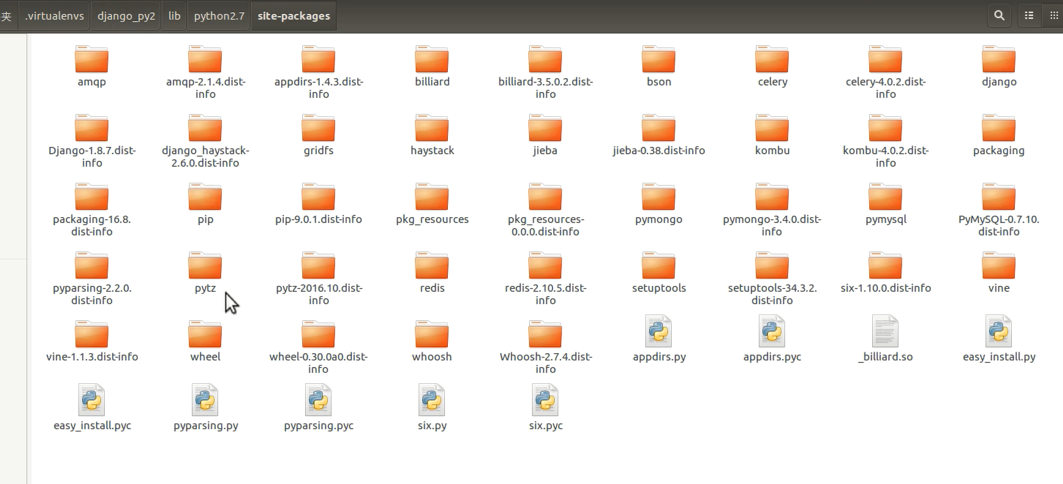 夹 .virtualenvs django_py2 lib python2.7 site-packages
amqp
amqp-2.1.4.dist-
info
appdirs-1.4.3.dist-
info
billiard
billiard-3.5.0.2.dist-
info
bson
celery
celery-4.0.2.dist-
info
django
Django-1.8.7.dist-
info
django_haystack-
2.6.0.dist-info
gridfs
haystack
jieba
jieba-0.38.dist-info
kombu
kombu-4.0.2.dist-
info
packaging
packaging-16.8.
dist-info
pip
pip-9.0.1.dist-info
pkg_resources
pkg_resources-
0.0.0.dist-info
pymongo
pymongo-3.4.0.dist-
info
pymysql
PyMySQL-0.7.10.
dist-info
pyparsing-2.2.0.
dist-info
pytz
pytz-2016.10.dist-
info
redis
redis-2.10.5.dist-
info
setuptools
setuptools-34.3.2.
dist-info
six-1.10.0.dist-info
vine
vine-1.1.3.dist-info
wheel
wheel-0.30.0a0.dist-
info
whoosh
Whoosh-2.7.4.dist-
info
appdirs.py
appdirs.pyc
_billiard.so
easy_install.py
easy_install.pyc
pyparsing.py
pyparsing.pyc
six.py
six.pyc